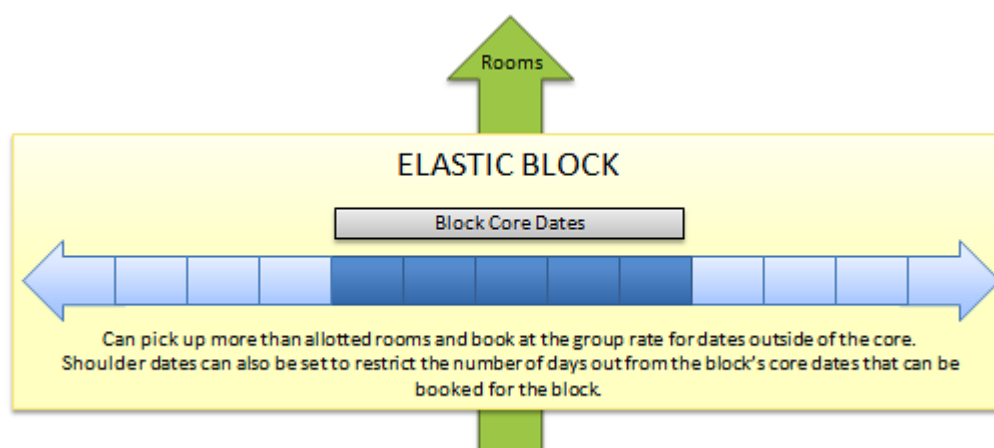 Rooms
ELASTIC BLOCK
Block Core Dates
Can pick up more than allotted rooms and book at the group rate for dates outside of the core.
Shoulder dates can also be set to restrict the number of days out from the block's core dates that can be
booked for the block.